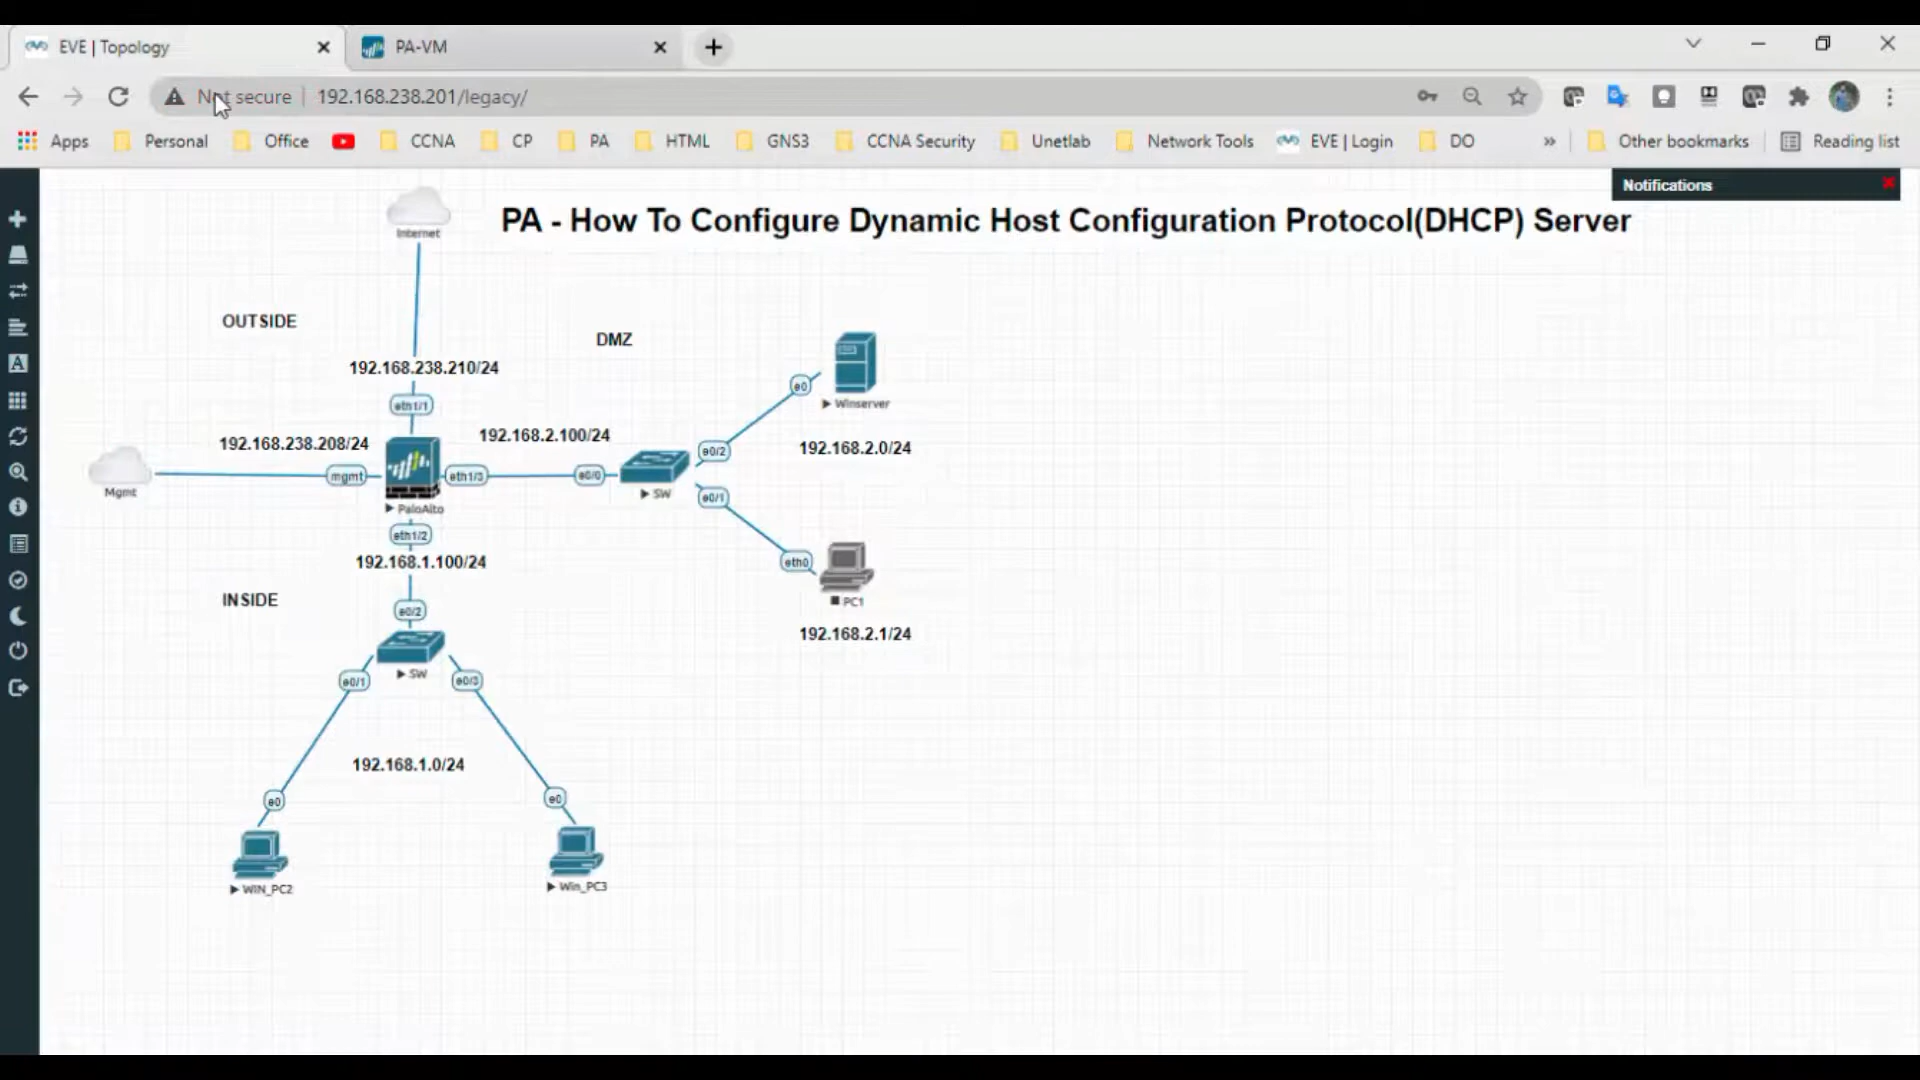 EVE | Topology
PA-VM
Not secure
192.168.238.201/legacy/
Apps
Personal
Office
CCNA
CP
PA
HTML
GNS3
CCNA Security
Unetlab
Network Tools
EVE | Login
DO
»
Other bookmarks
Reading list
Notifications
Internet
PA - How To Configure Dynamic Host Configuration Protocol(DHCP) Server
OUTSIDE
DMZ
192.168.238.210/24
eth1/1
e0
Winserver
192.168.238.208/24
192.168.2.100/24
e0/2
192.168.2.0/24
Mgmt
mgmt
eth1/3
e0/0
SW
e0/1
PaloAlto
eth1/2
192.168.1.100/24
eth0
PC1
INSIDE
e0/2
192.168.2.1/24
SW
e0/1
e0/3
192.168.1.0/24
e0
e0
WIN_PC2
Win_PC3